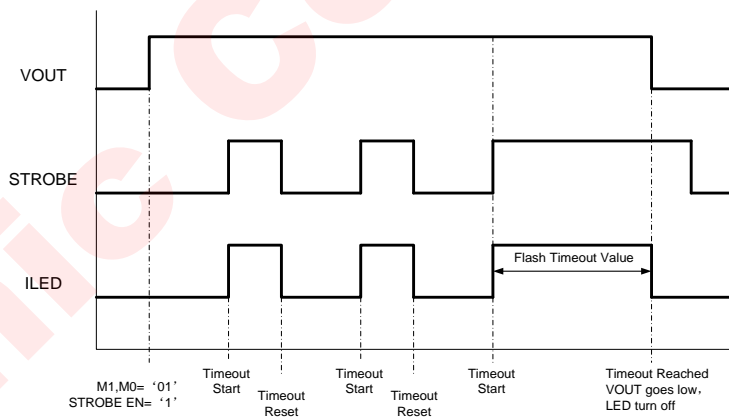 VOUT
STROBE
ILED
Flash Timeout Value
M1,M0= ‘01’
STROBE EN= ‘1’
Timeout
Start
Timeout
Reset
Timeout
Start
Timeout
Reset
Timeout
Start
Timeout Reached
VOUT goes low,
LED turn off
nic c